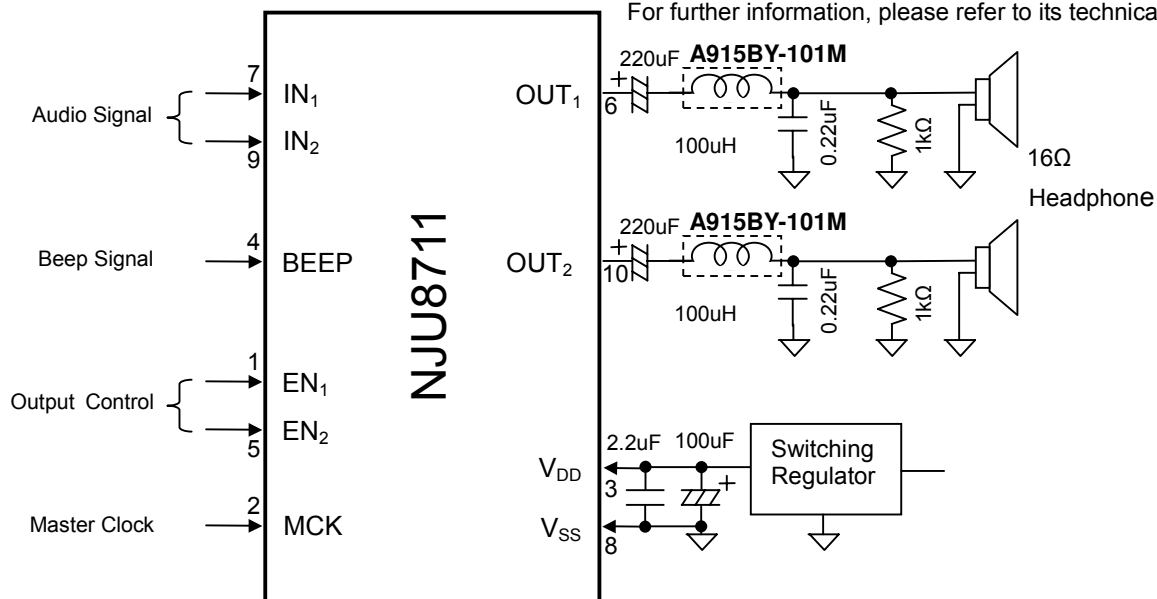 For further information, please refer to its technica
220uF
A915BY-101M
7
IN1
OUT1
+
6
Audio Signal
100uH
0.22uF
1kΩ
IN2
9
16Ω
Headphone
220uF
A915BY-101M
4
Beep Signal
BEEP
OUT2
+
10
100uH
0.22uF
1kΩ
NJU8711
1
EN1
Output Control
EN2
5
2.2uF
100uF
Switching
Regulator
VDD
3
+
2
Master Clock
MCK
VSS
8